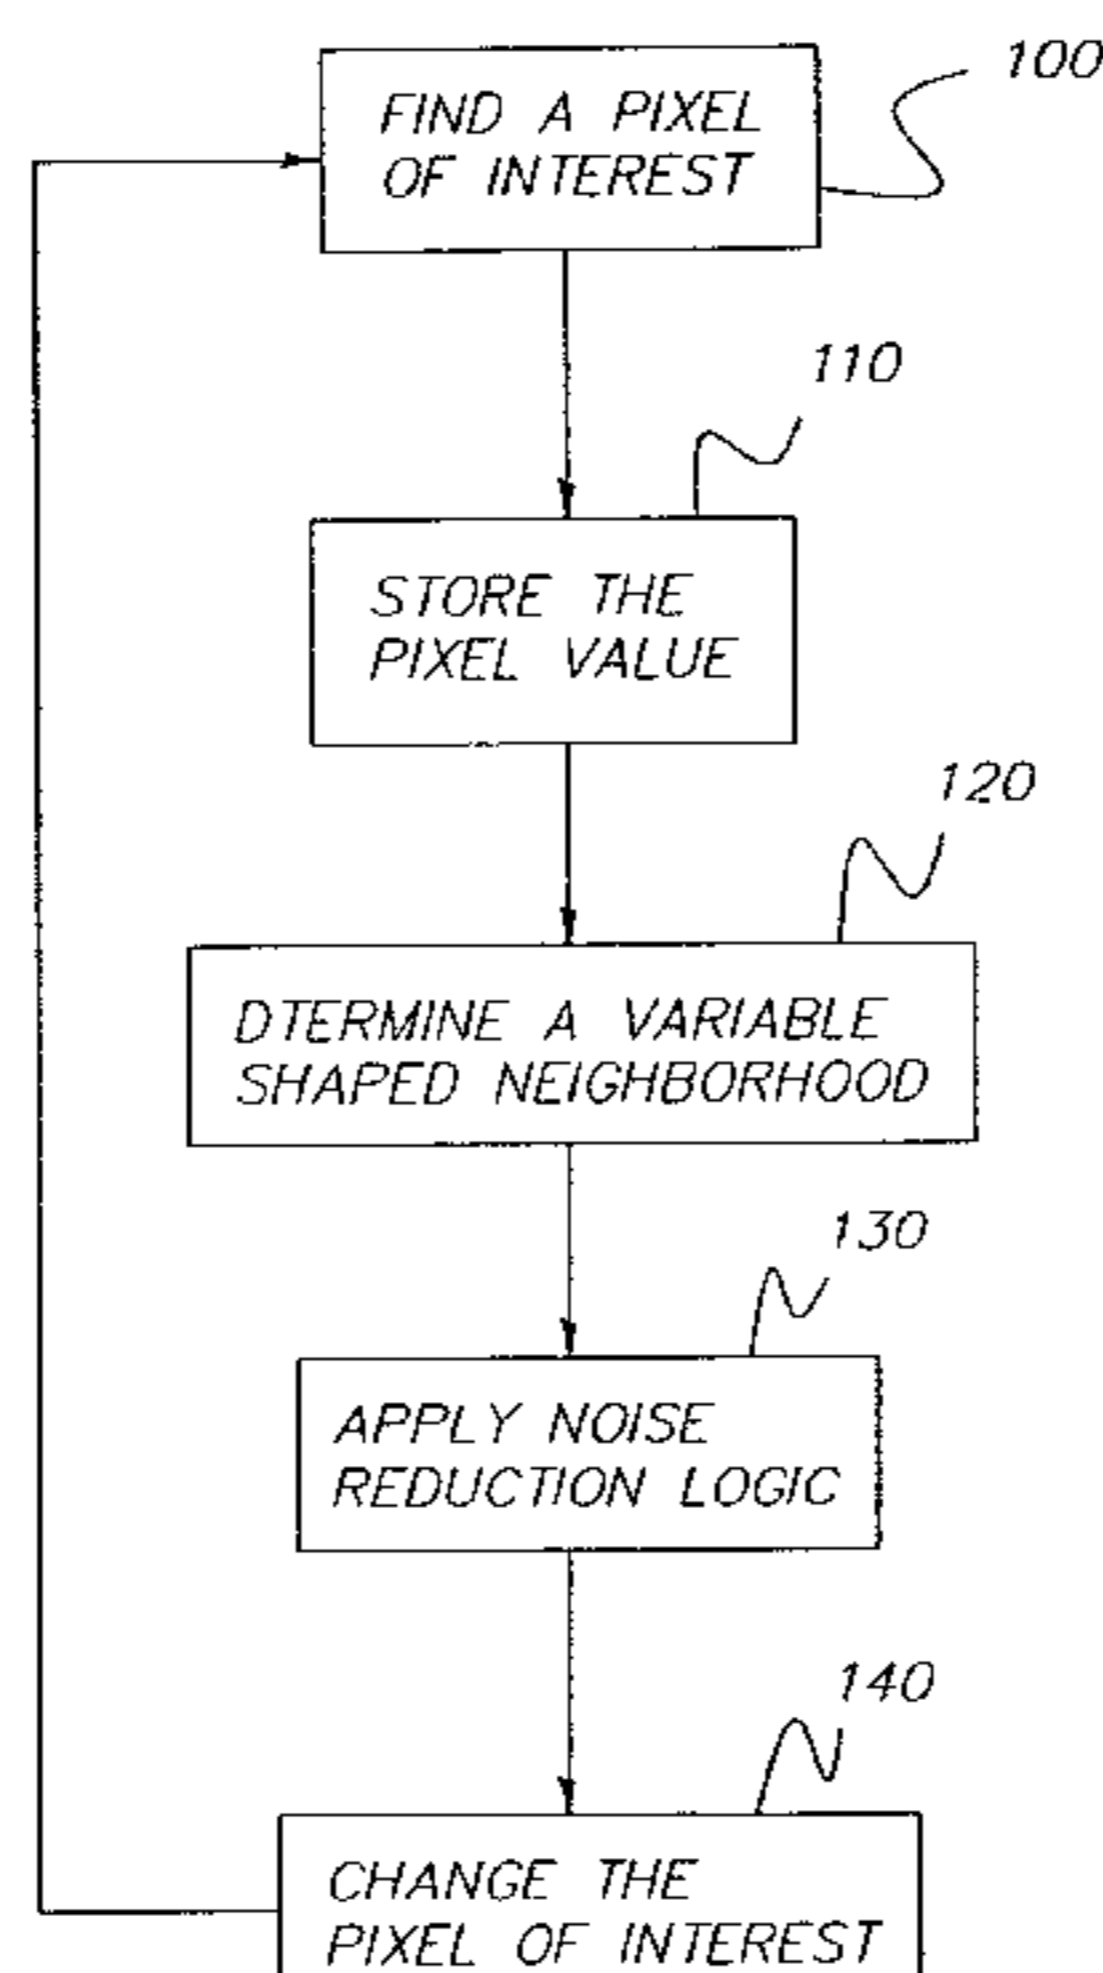 100
FIND A PIXEL
OF INTEREST
110
STORE THE
PIXEL VALUE
120
DTERMINE A VARIABLE
SHAPED NEIGHBORHOOD
130
APPLY NOISE
REDUCTION LOGIC
140
CHANGE THE
PIXEL OF INTEREST